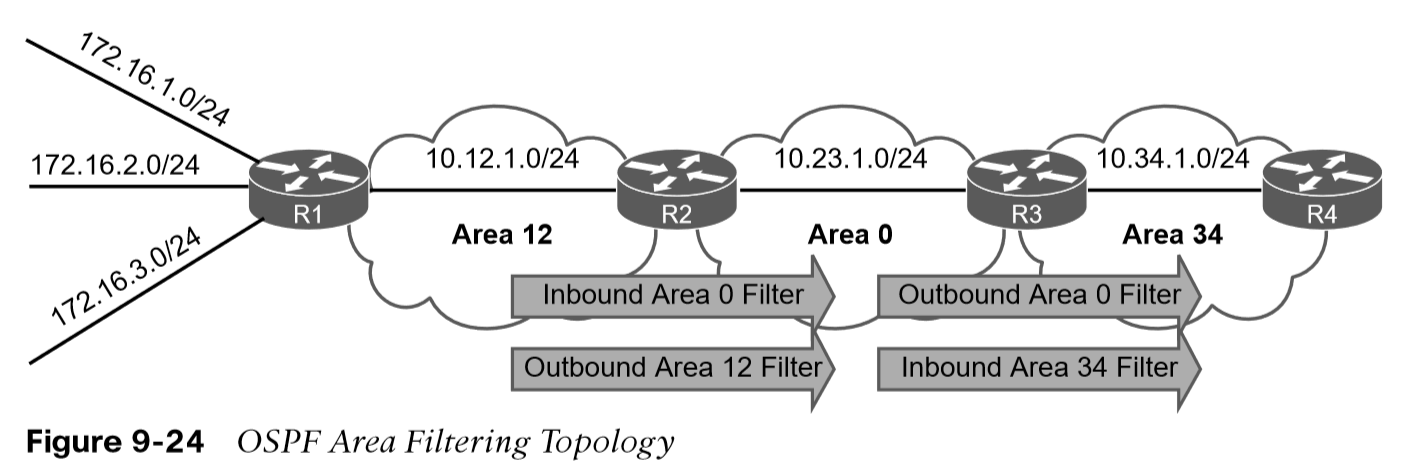 172.16.1.0/24
172.16.2.0/24
172.16.3.0/24
10.12.1.0/24
10.23.1.0/24
10.34.1.0/24
R1
R2
R3
R4
Area 12
Area 0
Area 34
Inbound Area 0 Filter
Outbound Area 0 Filter
Outbound Area 12 Filter
Inbound Area 34 Filter
Figure 9-24 OSPF Area Filtering Topology